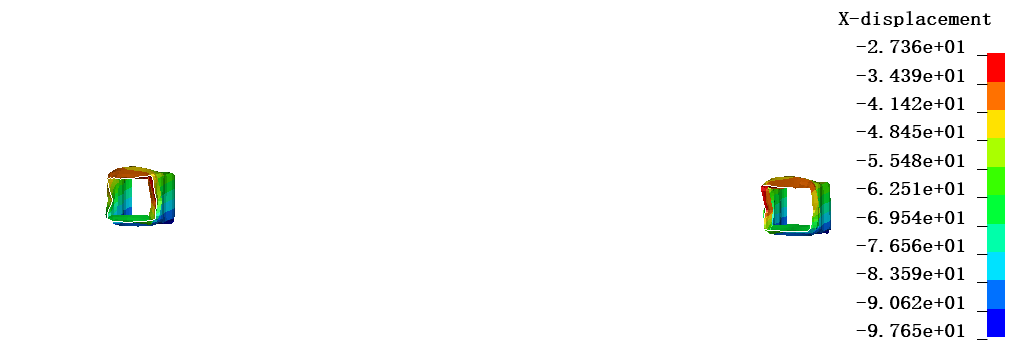 X-displacement
-2.736e+01
-3.439e+01
-4.142e+01
-4.845e+01
-5.548e+01
-6.251e+01
-6.954e+01
-7.656e+01
-8.359e+01
-9.062e+01
-9.765e+01